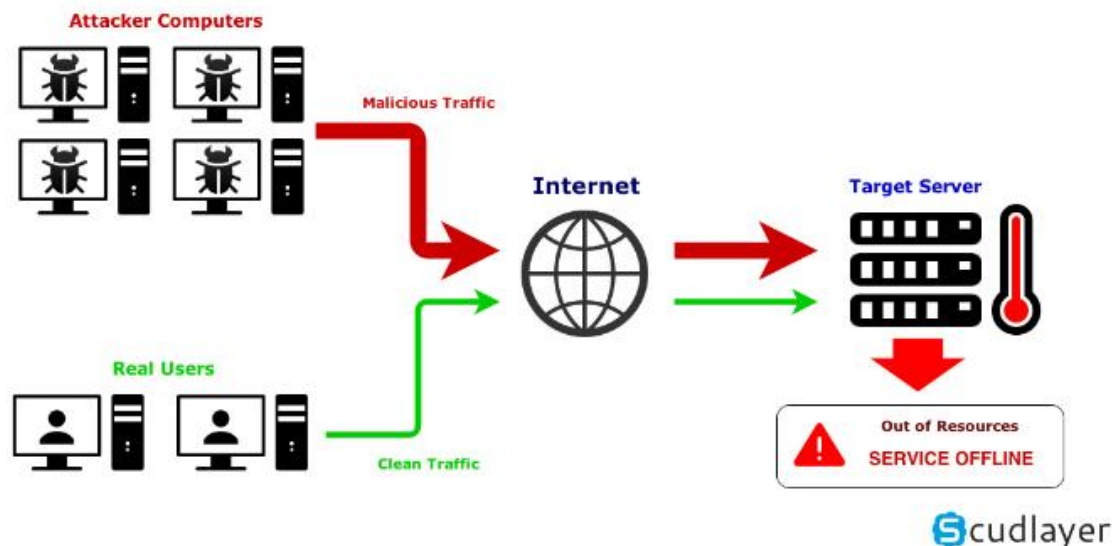 Attacker Computers
Malicious Traffic
Internet
Target Server
Real Users
Clean Traffic
Out of Resources
SERVICE OFFLINE
Scudlayer